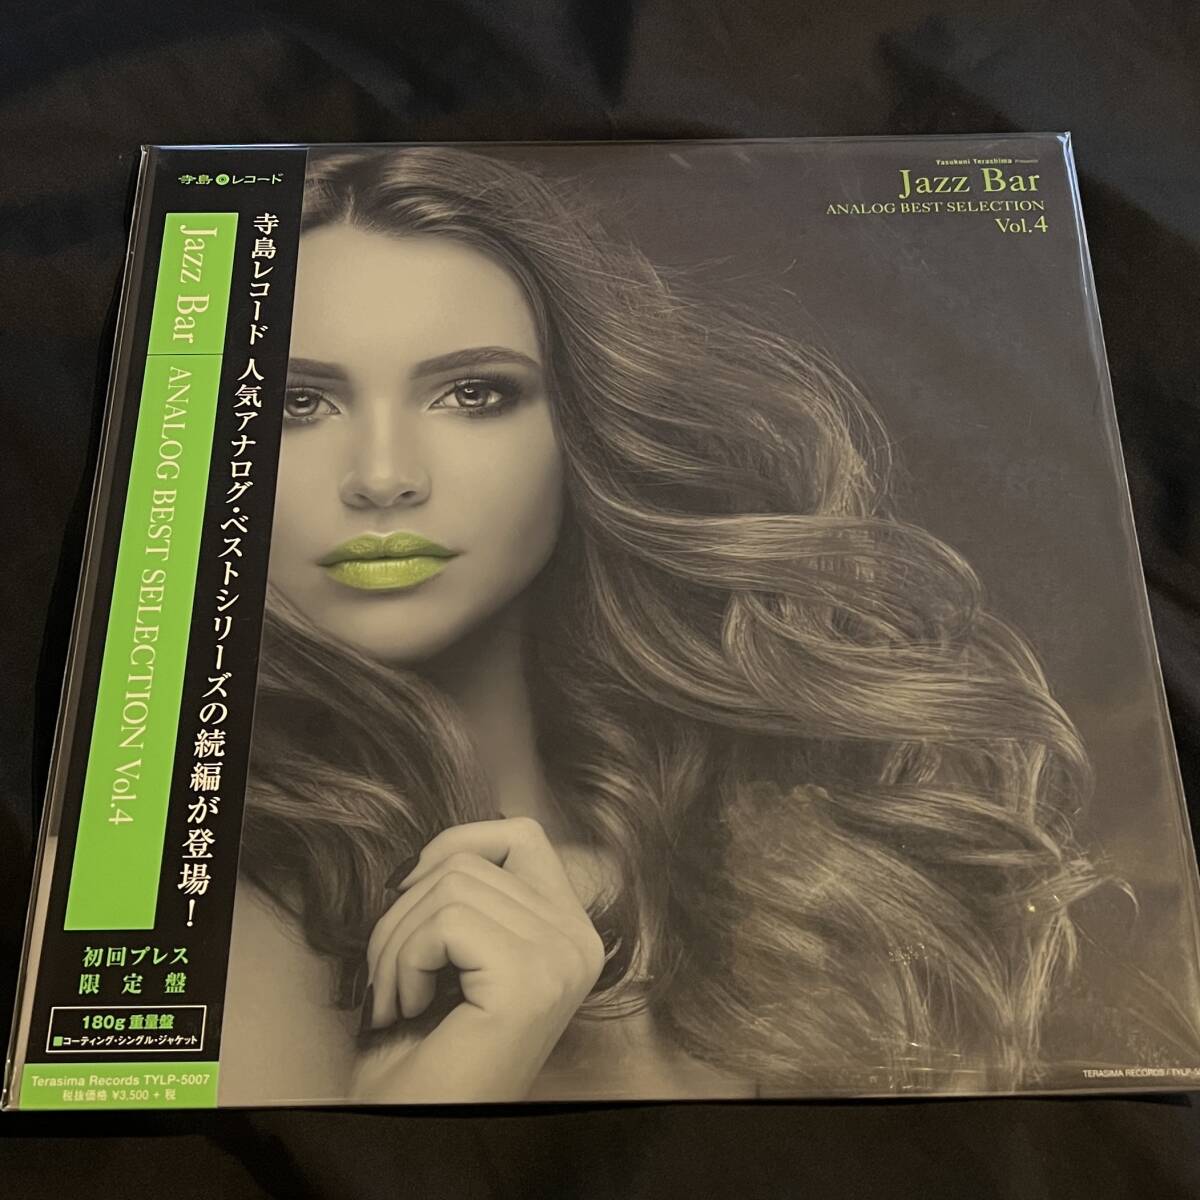 寺島レコード
Jazz Bar ANALOG BEST SELECTION Vol.4
寺島レコード 人気アナログ・ベストシリーズの続編が登場！
初回プレス
限定盤
180g 重量盤
■コーティング・シングル・ジャケット
Terasima Records TYLP-5007
税抜価格 ¥3,500 + 税
Yasukuni Terashima Presents
Jazz Bar
ANALOG BEST SELECTION
Vol.4
TERASIMA RECORDS / TYLP-